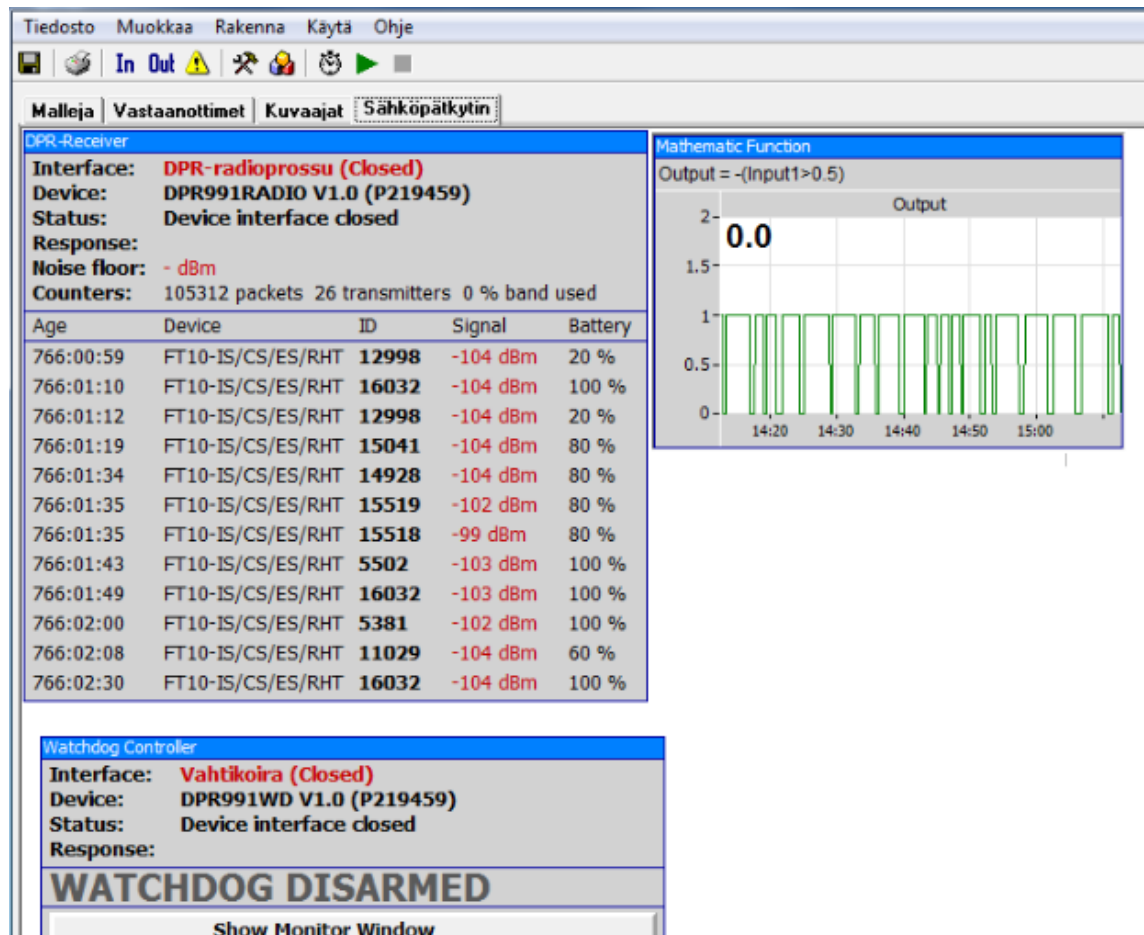 Tiedosto Muokkaa Rakenna Käytä Ohje
In Out
Malleja Vastaanottimet Kuvaajat Sähköpätkytin
DPR-Receiver
Interface: DPR-radioprossu (Closed)
Device: DPR991RADIO V1.0 (P219459)
Status: Device interface closed
Response:
Noise floor: - dBm
Counters: 105312 packets 26 transmitters 0 % band used
Age Device ID Signal Battery
766:00:59 FT10-IS/CS/ES/RHT 12998 -104 dBm 20 %
766:01:10 FT10-IS/CS/ES/RHT 16032 -104 dBm 100 %
766:01:12 FT10-IS/CS/ES/RHT 12998 -104 dBm 20 %
766:01:19 FT10-IS/CS/ES/RHT 15041 -104 dBm 80 %
766:01:34 FT10-IS/CS/ES/RHT 14928 -104 dBm 80 %
766:01:35 FT10-IS/CS/ES/RHT 15519 -102 dBm 80 %
766:01:35 FT10-IS/CS/ES/RHT 15518 -99 dBm 80 %
766:01:43 FT10-IS/CS/ES/RHT 5502 -103 dBm 100 %
766:01:49 FT10-IS/CS/ES/RHT 16032 -103 dBm 100 %
766:02:00 FT10-IS/CS/ES/RHT 5381 -102 dBm 100 %
766:02:08 FT10-IS/CS/ES/RHT 11029 -104 dBm 60 %
766:02:30 FT10-IS/CS/ES/RHT 16032 -104 dBm 100 %
Mathematic Function
Output = -(Input1>0.5)
Output
0.0
2
1.5
1
0.5
0
14:20 14:30 14:40 14:50 15:00
Watchdog Controller
Interface: Vahtikoira (Closed)
Device: DPR991WD V1.0 (P219459)
Status: Device interface closed
Response:
WATCHDOG DISARMED
Show Monitor Window